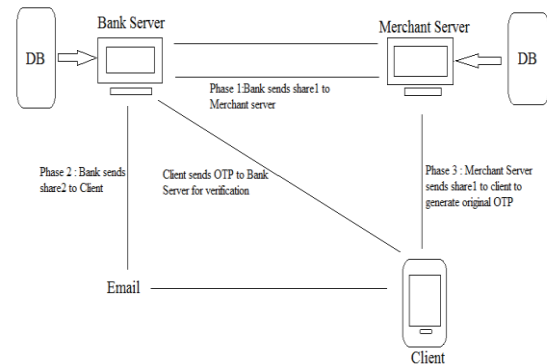 Bank Server
Merchant Server
DB
DB
Phase 1:Bank sends share1 to
Merchant server
Phase 2 : Bank sends
share2 to Client
Client sends OTP to Bank
Server for verification
Phase 3 : Merchant Server
sends share1 to client to
generate original OTP
Email
Client